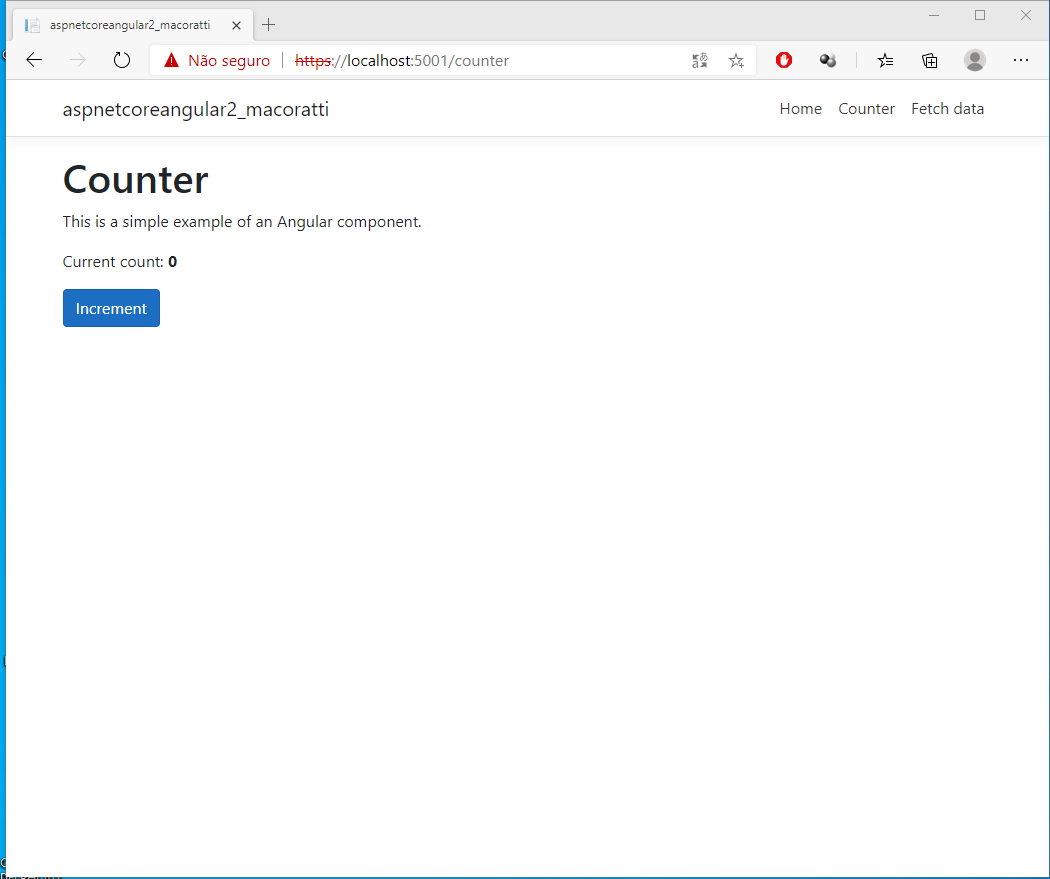 aspnetcoreangular2_macoratti
Não seguro | https://localhost:5001/counter
aspnetcoreangular2_macoratti Home Counter Fetch data
Counter
This is a simple example of an Angular component.
Current count: 0
Increment